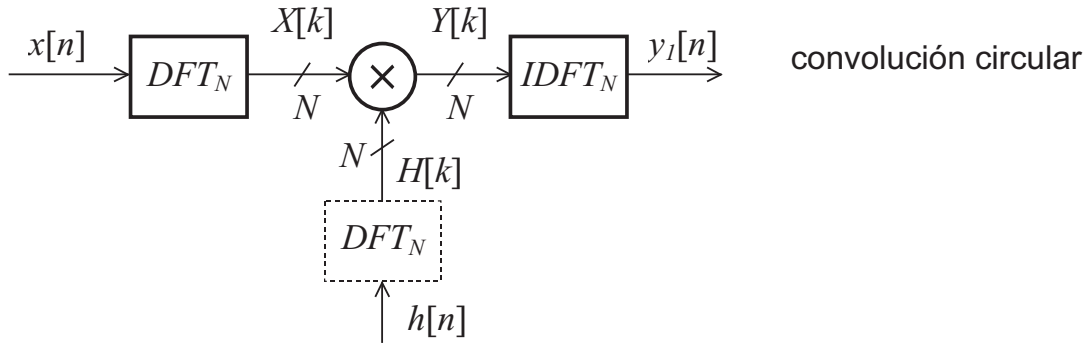 x[n]
DFT_N
X[k]
N
×
Y[k]
N
IDFT_N
y_1[n]
convolución circular
N
H[k]
DFT_N
h[n]